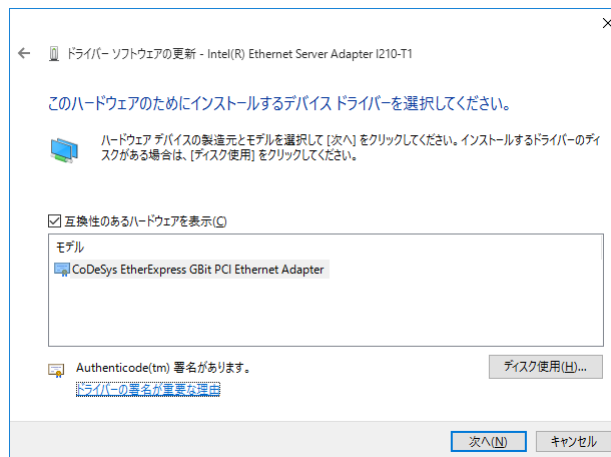 ドライバー ソフトウェアの更新 - Intel(R) Ethernet Server Adapter I210-T1
このハードウェアのためにインストールするデバイス ドライバーを選択してください。
ハードウェア デバイスの製造元とモデルを選択して [次へ] をクリックしてください。インストールするドライバーのディ
スクがある場合は、[ディスク使用] をクリックしてください。
互換性のあるハードウェアを表示(C)
モデル
CoDeSys EtherExpress GBit PCI Ethernet Adapter
Authenticode(tm) 署名があります。
ディスク使用(H)...
ドライバーの署名が重要な理由
次へ(N)
キャンセル